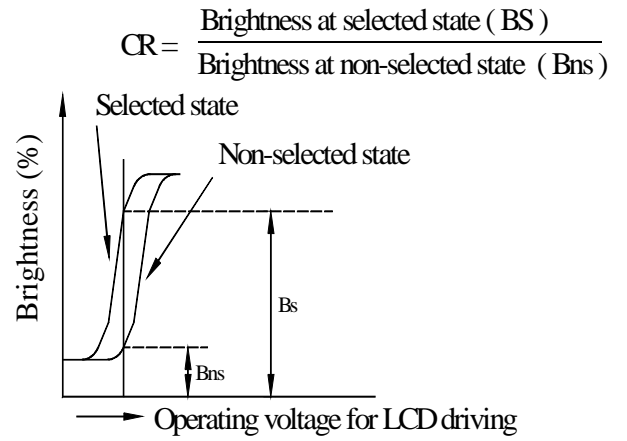 CR = Brightness at selected state ( BS )
Brightness at non-selected state ( Bns )
Selected state
Non-selected state
Brightness (%)
Bs
Bns
Operating voltage for LCD driving